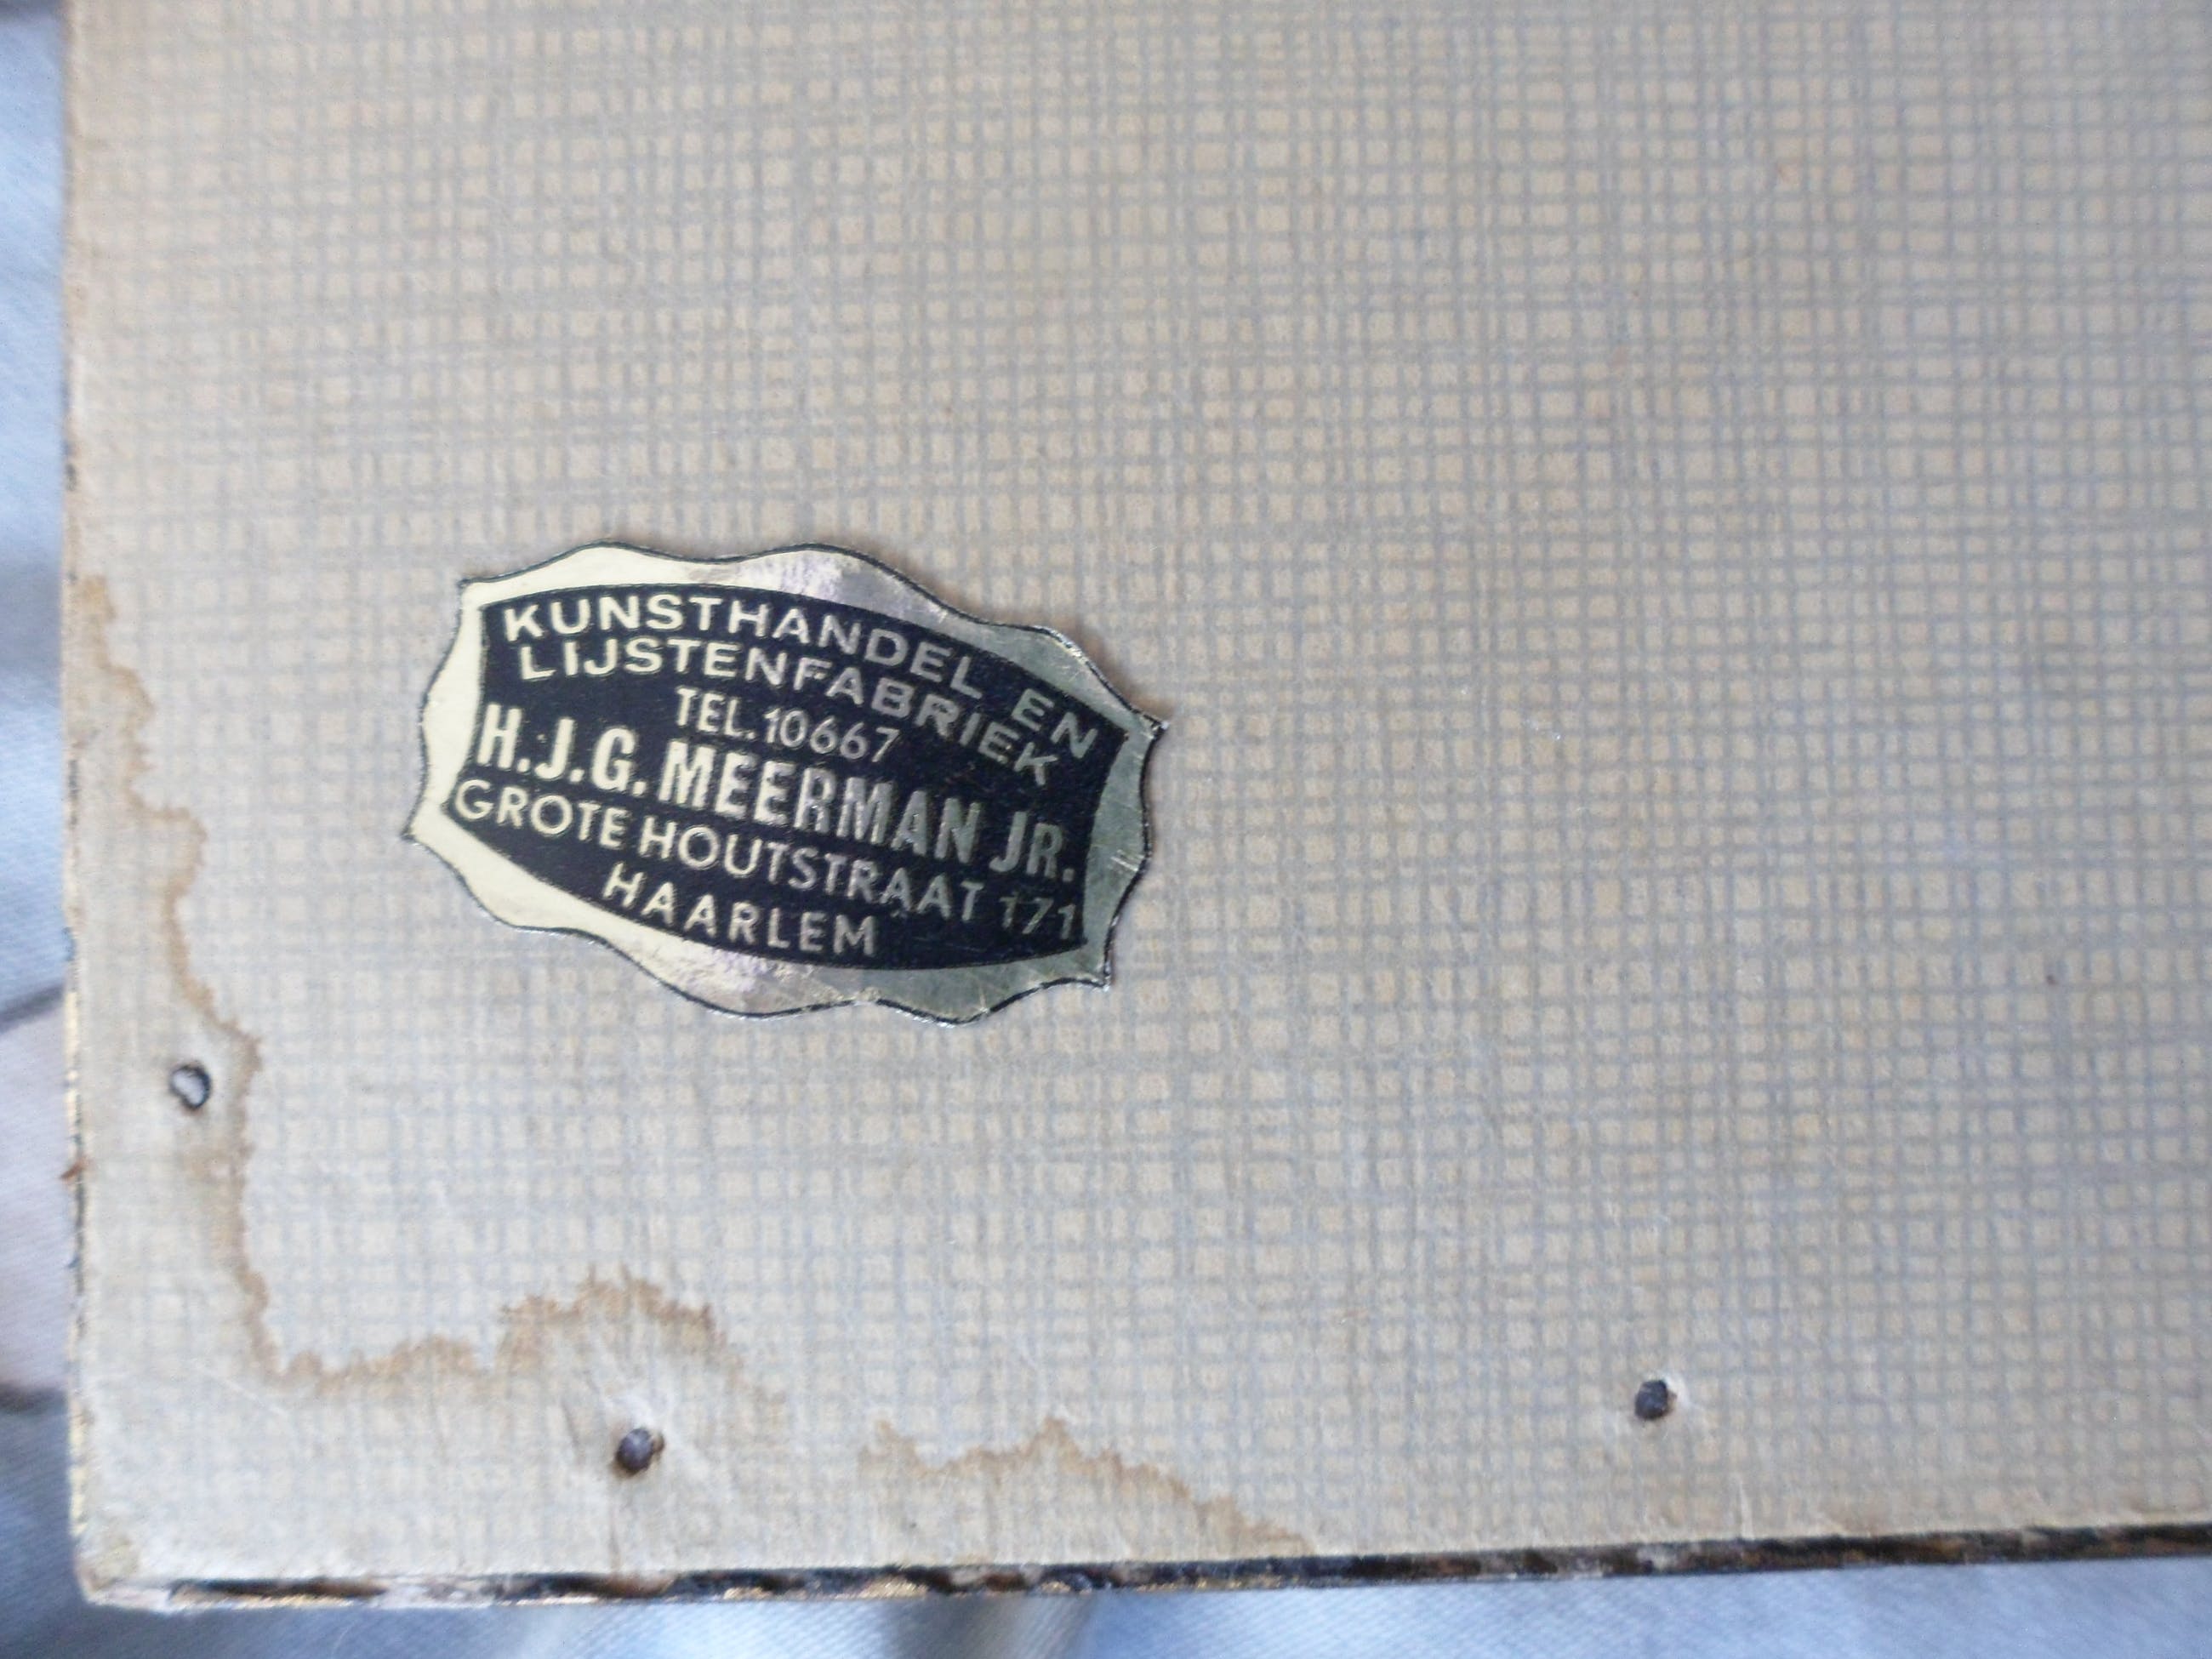 KUNSTHANDEL EN
LIJSTENFABRIEK
TEL. 10667
H.J.G. MEERMAN JR.
GROTE HOUTSTRAAT 171
HAARLEM